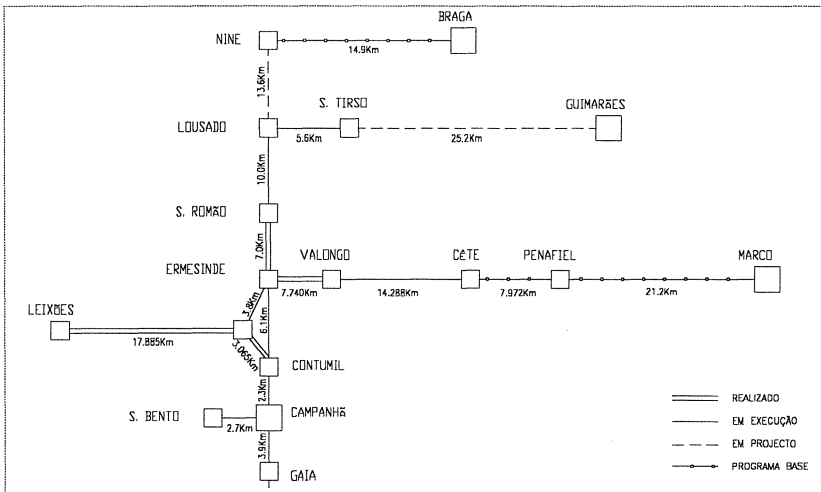 BRAGA
NINE
14.9Km
13.6Km
S. TIRSO
GUIMARÃES
LOUSADO
5.6Km
25.2Km
10.0Km
S. ROMÃO
7.0Km
VALONGO
CÊTE
PENAFIEL
MARCO
ERMESINDE
7.740Km
14.288Km
7.972Km
21.2Km
3.8Km
6.1Km
LEIXÕES
17.885Km
3.065Km
CONTUMIL
2.3Km
CAMPANHã
S. BENTO
2.7Km
3.9Km
GAIA
REALIZADO
EM EXECUÇÃO
EM PROJECTO
PROGRAMA BASE